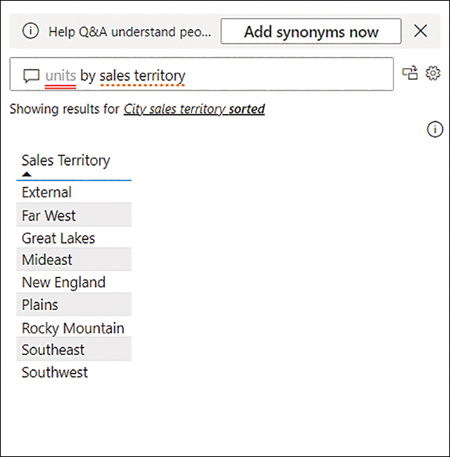 Help Q&A understand peo... Add synonyms now
units by sales territory
Showing results for City sales territory sorted
Sales Territory
External
Far West
Great Lakes
Mideast
New England
Plains
Rocky Mountain
Southeast
Southwest